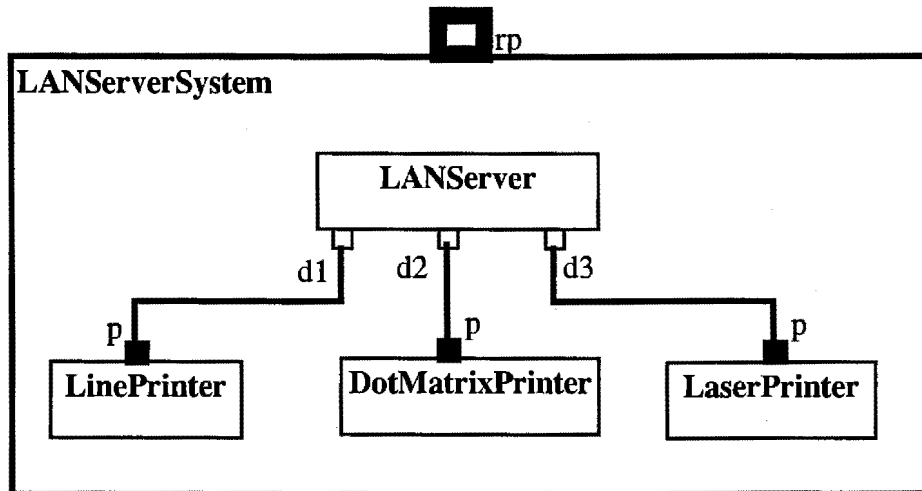 rp
LANServerSystem
LANServer
d1 d2 d3
p p p
LinePrinter DotMatrixPrinter LaserPrinter